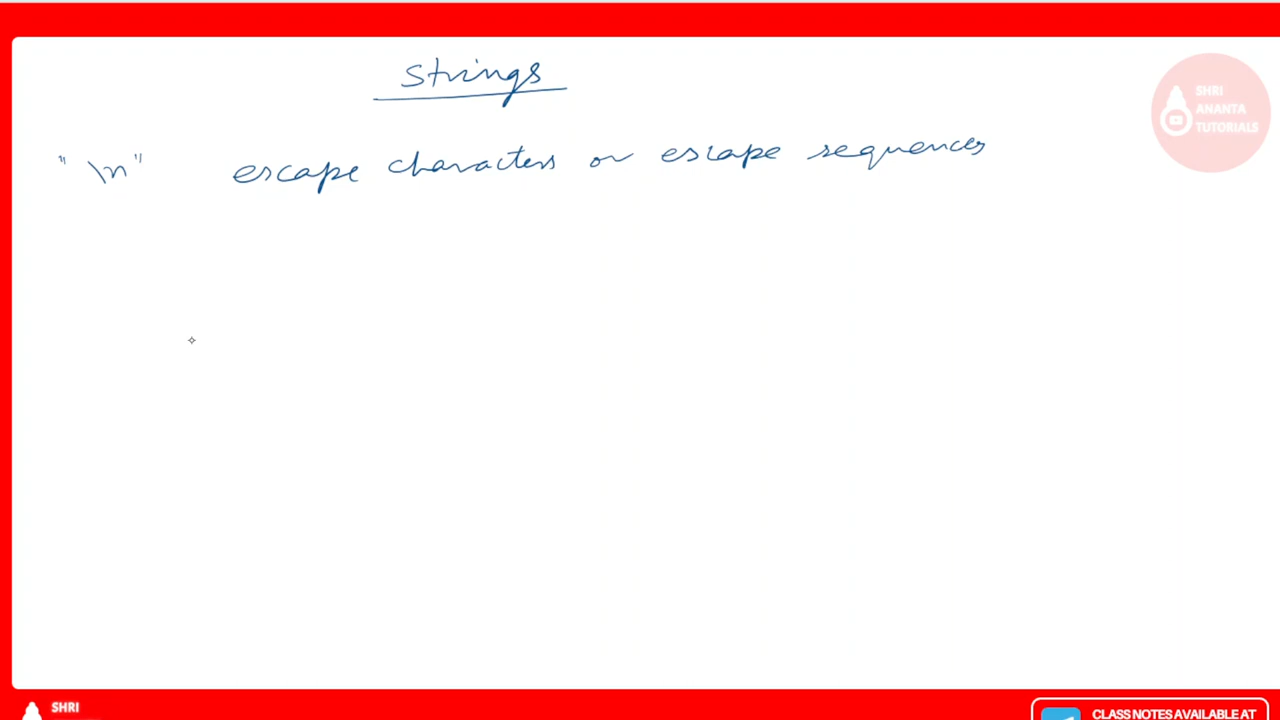 Strings
"\n" escape characters or escape sequences
SHRI
ANANTA
TUTORIALS
SHRI
CLASS NOTES AVAILABLE AT